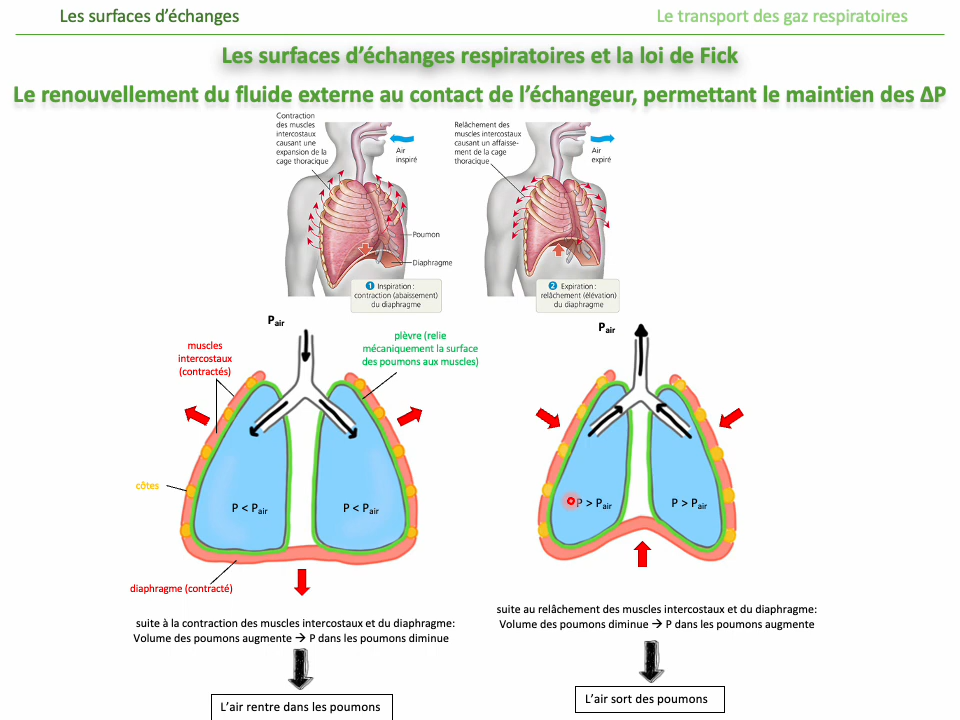 Les surfaces d’échanges
Le transport des gaz respiratoires
Les surfaces d’échanges respiratoires et la loi de Fick
Le renouvellement du fluide externe au contact de l’échangeur, permettant le maintien des ΔP
Contraction
des muscles
intercostaux
causant une
expansion de la
cage thoracique
Air
inspiré
Poumon
Diaphragme
1 Inspiration :
contraction (abaissement)
du diaphragme
Relâchement des
muscles intercostaux
causant un affaisse-
ment de la cage
thoracique
Air
expiré
2 Expiration :
relâchement (élévation)
du diaphragme
Pair
muscles
intercostaux
(contractés)
plèvre (relie
mécaniquement la surface
des poumons aux muscles)
côtes
P < Pair
P < Pair
diaphragme (contracté)
suite à la contraction des muscles intercostaux et du diaphragme:
Volume des poumons augmente → P dans les poumons diminue
L’air rentre dans les poumons
Pair
P > Pair
P > Pair
suite au relâchement des muscles intercostaux et du diaphragme:
Volume des poumons diminue → P dans les poumons augmente
L’air sort des poumons